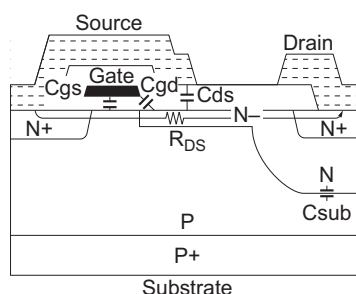 Source
Drain
Gate
Cgs
Cgd
Cds
N+
RDS
N–
N+
N
Csub
P
P+
Substrate